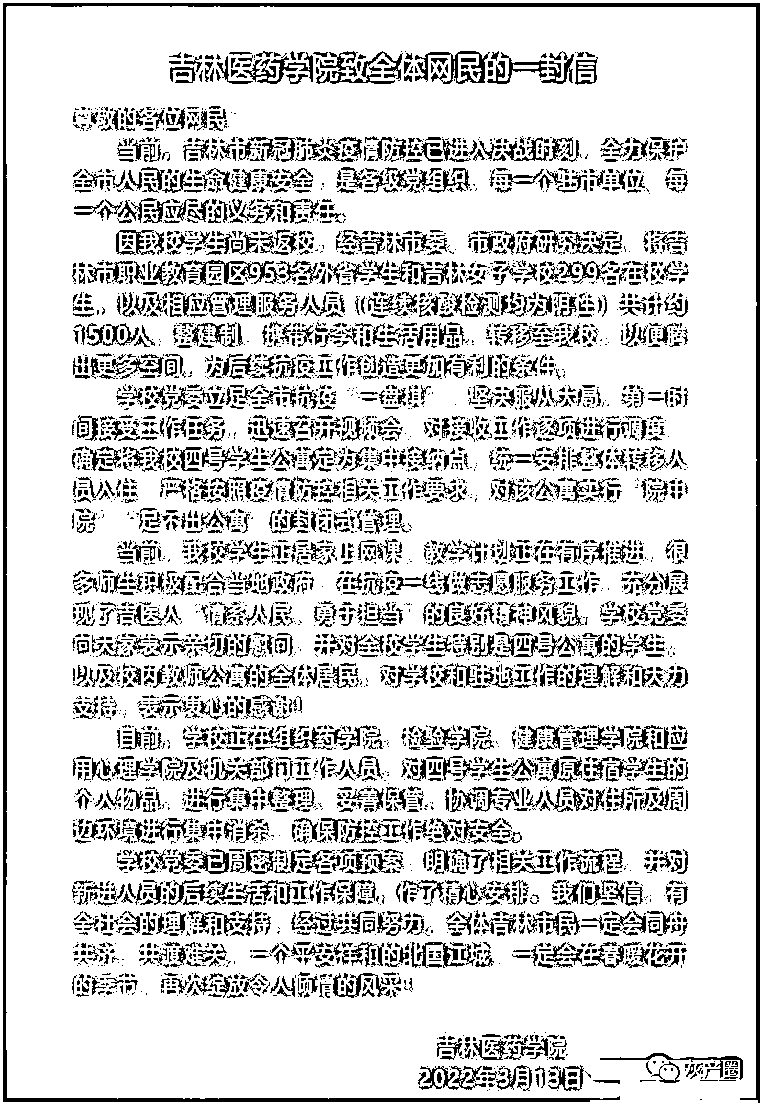 吉林医药学院致全体网民的一封信
尊敬的各位网民
当前，吉林市新冠肺炎疫情防控已进入决战时刻，全力保护
全市人民的生命健康安全，是各级党组织、每一个驻市单位、每
一个公民应尽的义务和责任。
因我校学生尚未返校，经吉林市委、市政府研究决定，将吉
林市职业教育园区953名外省学生和吉林女子学校299名在校学
生，以及相应管理服务人员（连续核酸检测均为阴性）共计约
1500人，整建制、携带行李和生活用品，转移至我校，以便腾
出更多空间，为后续抗疫工作创造更加有利的条件。
学校党委立足全市抗疫“一盘棋”，坚决服从大局，第一时
间接受工作任务，迅速召开视频会，对接收工作逐项进行调度，
确定将我校四号学生公寓定为集中接纳点，统一安排整体转移人
员入住，严格按照疫情防控相关工作要求，对该公寓实行“院中
院”“足不出公寓”的封闭式管理。
当前，我校学生正居家上网课，教学计划正在有序推进，很
多师生积极配合当地政府，在抗疫一线做志愿服务工作，充分展
现了吉医人“情系人民、勇于担当”的良好精神风貌。学校党委
向大家表示亲切的慰问，并对全校学生特别是四号公寓的学生，
以及校内教师公寓的全体居民，对学校和驻地工作的理解和大力
支持，表示衷心的感谢！
目前，学校正在组织药学院、检验学院、健康管理学院和应
用心理学院及机关部门工作人员，对四号学生公寓原住宿学生的
个人物品，进行集中整理、妥善保管，协调专业人员对住所及周
边环境进行集中消杀，确保防控工作绝对安全。
学校党委已周密制定各项预案，明确了相关工作流程，并对
新进人员的后续生活和工作保障，作了精心安排。我们坚信，有
全社会的理解和支持，经过共同努力，全体吉林市民一定会同舟
共济、共渡难关，一个平安祥和的北国江城，一定会在春暖花开
的季节，再次绽放令人倾情的风采！
吉林医药学院
2022年3月13日
灰产圈